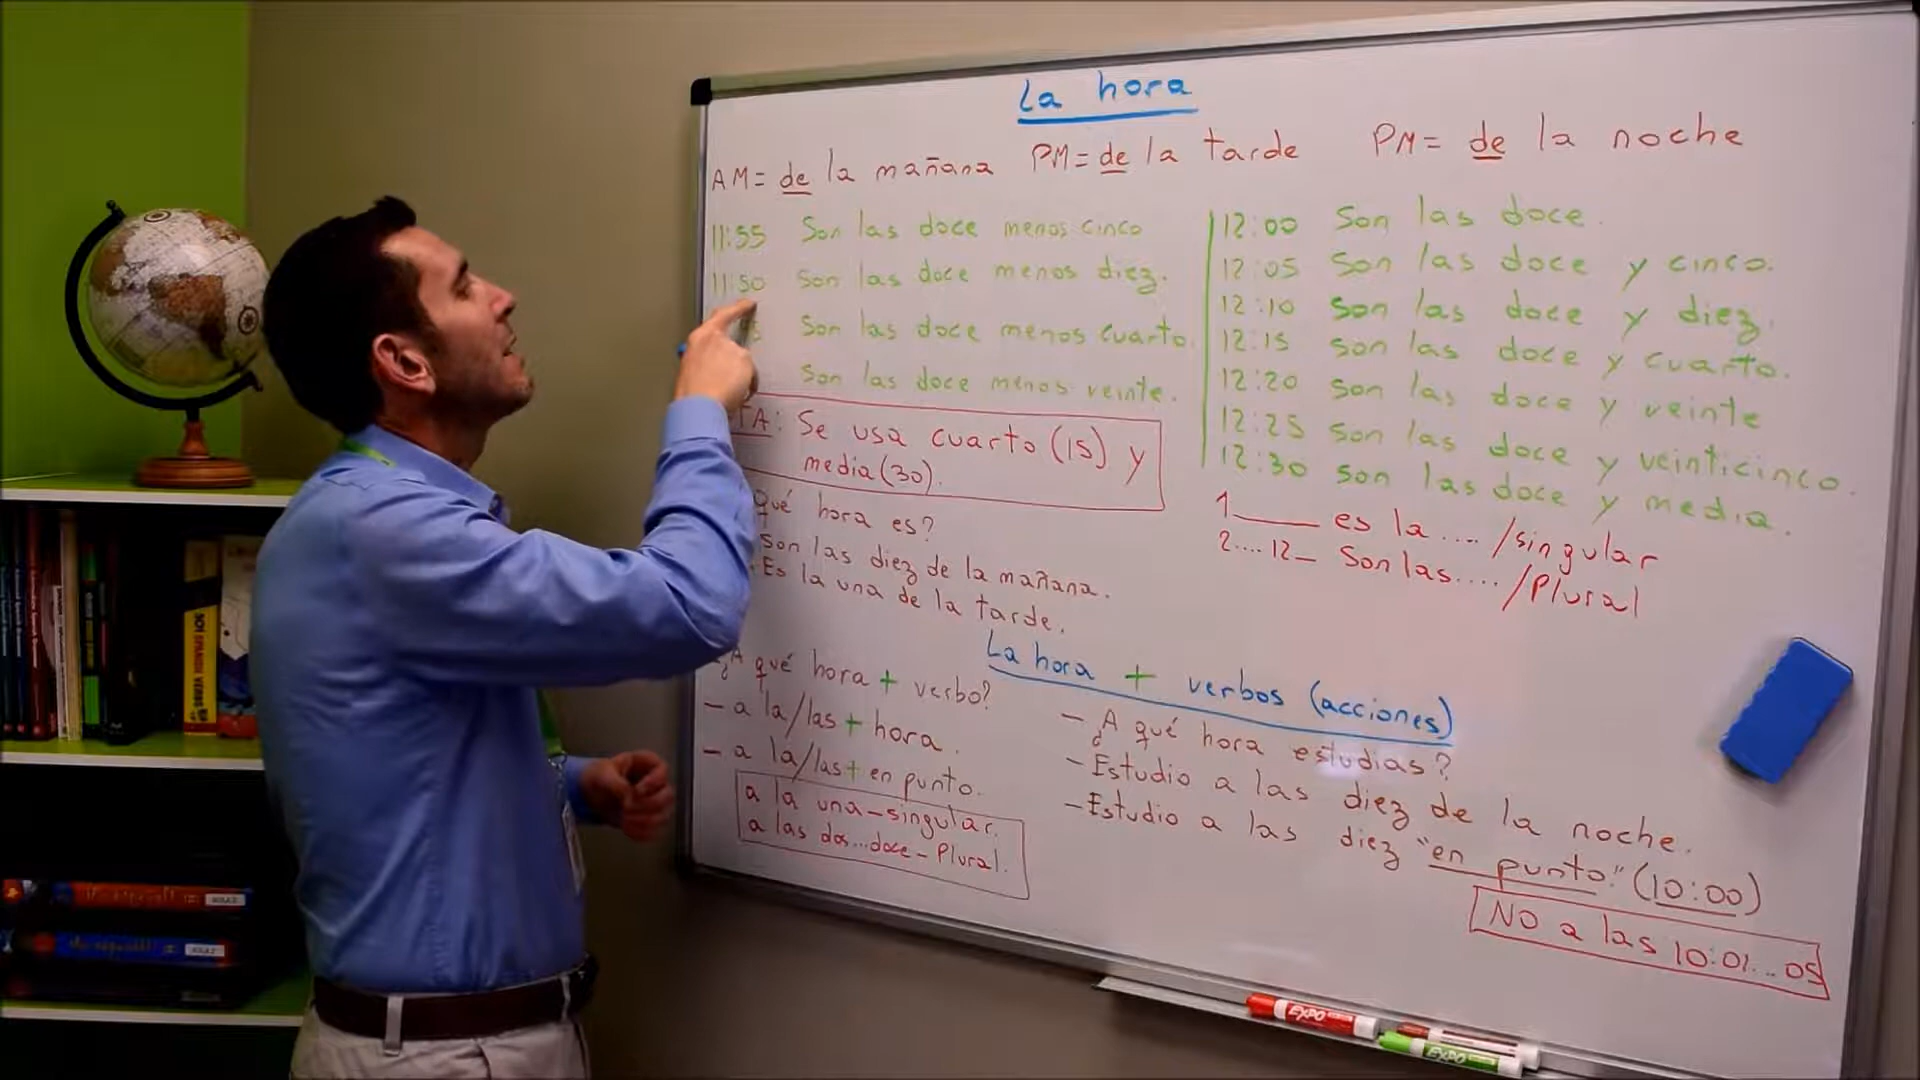 La hora
AM= de la mañana PM= de la tarde PM= de la noche
11:55 Son las doce menos cinco
11:50 Son las doce menos diez.
Son las doce menos cuarto.
Son las doce menos veinte.
12:00 Son las doce.
12:05 Son las doce y cinco.
12:10 Son las doce y diez.
12:15 son las doce y cuarto.
12:20 son las doce y veinte
12:25 son las doce y veinticinco.
12:30 son las doce y media.
TA: Se usa cuarto (15) y
media (30).
Qué hora es?
Son las diez de la mañana.
- Es la una de la tarde.
1____ es la .... /singular
2....12_ Son las.... /Plural
¿A qué hora + verbo?
- a la/las + hora.
- a la/las + en punto.
a la una - singular.
a las dos...doce - Plural.
La hora + verbos (acciones)
- ¿A qué hora estudias?
- Estudio a las diez de la noche.
- Estudio a las diez "en punto." (10:00)
NO a las 10:01...05
SPANISH VERBS
EXPO
EXPO